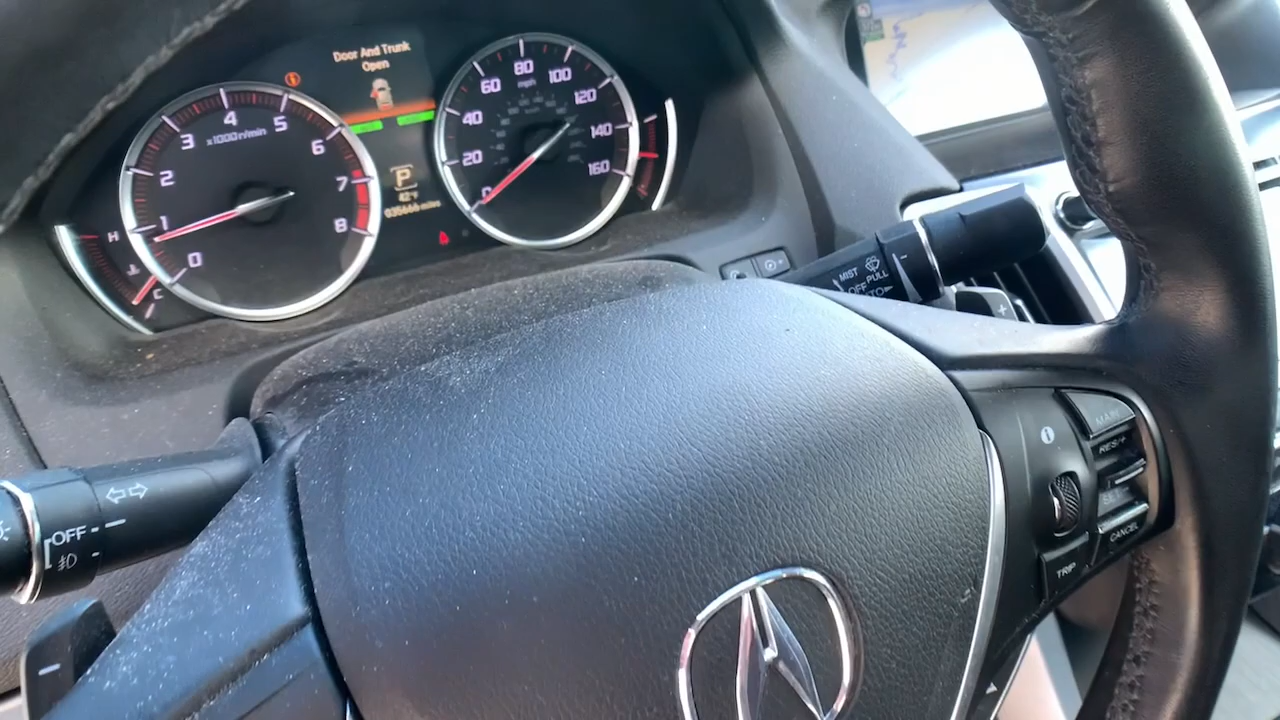 Door And Trunk
Open
0
1
2
3
4
5
6
7
8
x1000r/min
H
C
P
42°F
0
20
40
60
80
100
120
140
160
mph
MIST
OFF
PULL
+
OFF
-
MAIN
RES/+
CANCEL
TRIP
i